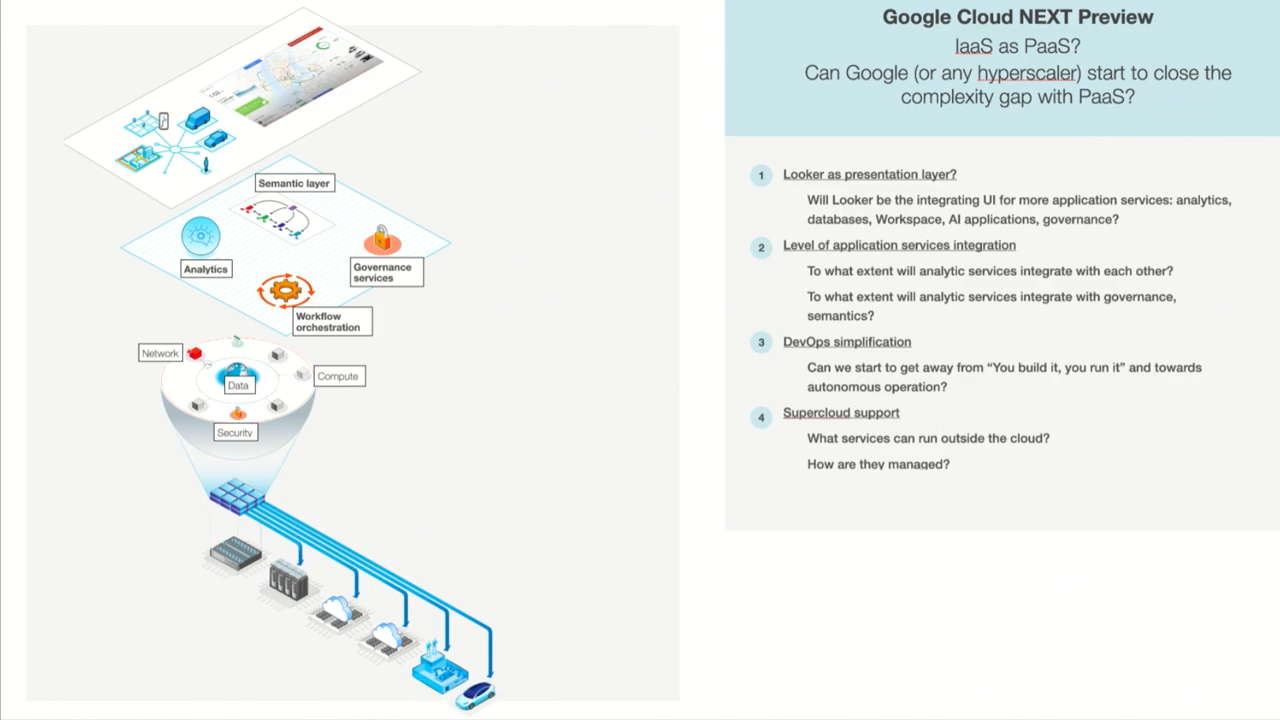 Semantic layer
Analytics
Governance
services
Workflow
orchestration
Network
Data
Compute
Security
Google Cloud NEXT Preview
IaaS as PaaS?
Can Google (or any hyperscaler) start to close the
complexity gap with PaaS?
1
Looker as presentation layer?
Will Looker be the integrating UI for more application services: analytics,
databases, Workspace, AI applications, governance?
2
Level of application services integration
To what extent will analytic services integrate with each other?
To what extent will analytic services integrate with governance,
semantics?
3
DevOps simplification
Can we start to get away from “You build it, you run it” and towards
autonomous operation?
4
Supercloud support
What services can run outside the cloud?
How are they managed?